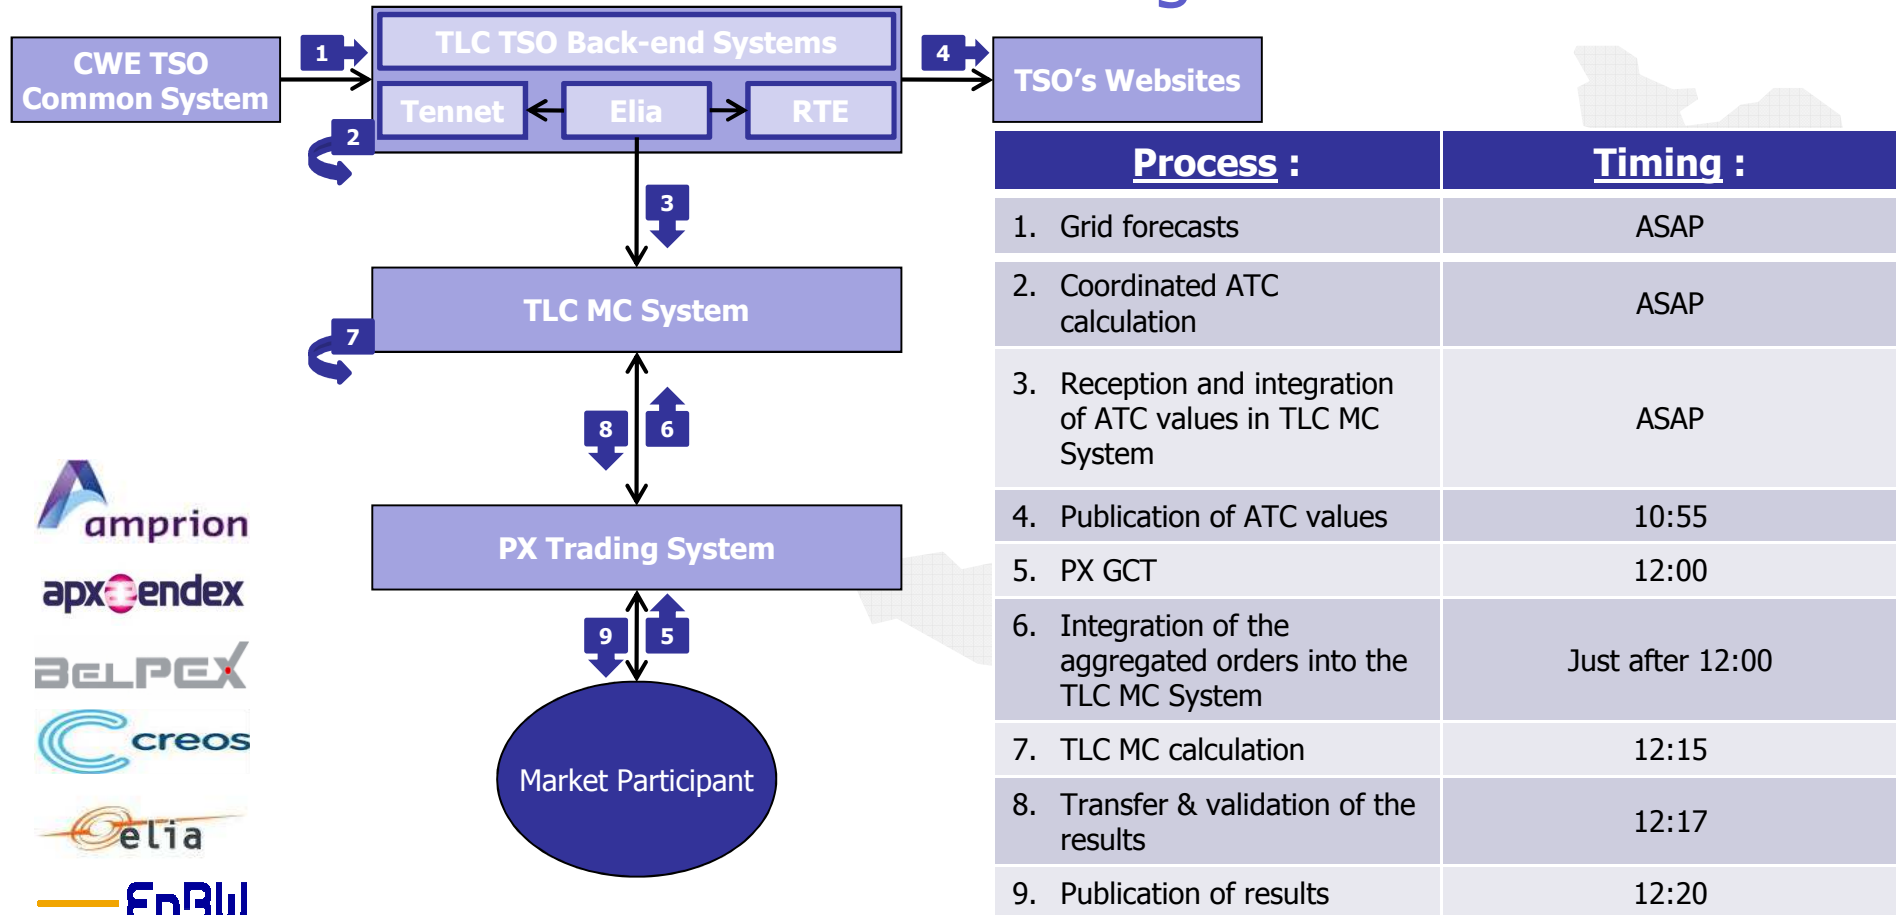 g
CWE TSO
Common System
1
TLC TSO Back-end Systems
Tennet
Elia
RTE
4
TSO's Websites
2
3
TLC MC System
7
8
6
PX Trading System
9
5
Market Participant
Process :
Timing :
1. Grid forecasts
ASAP
2. Coordinated ATC
calculation
ASAP
3. Reception and integration
of ATC values in TLC MC
System
ASAP
4. Publication of ATC values
10:55
5. PX GCT
12:00
6. Integration of the
aggregated orders into the
TLC MC System
Just after 12:00
7. TLC MC calculation
12:15
8. Transfer & validation of the
results
12:17
9. Publication of results
12:20
amprion
apx endex
BELPEX
creos
elia
EnBW